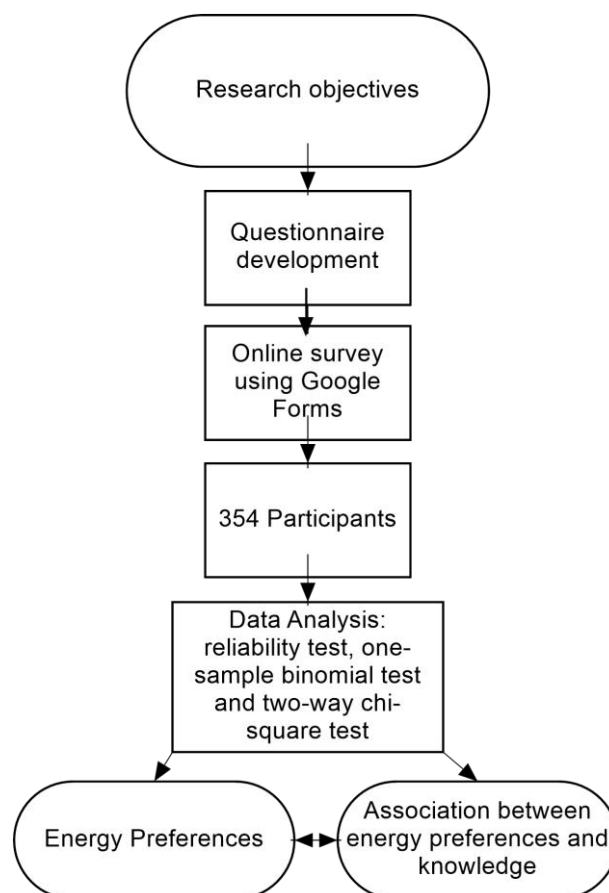 Research objectives
Questionnaire
development
Online survey
using Google
Forms
354 Participants
Data Analysis:
reliability test, one-
sample binomial test
and two-way chi-
square test
Energy Preferences
Association between
energy preferences and
knowledge